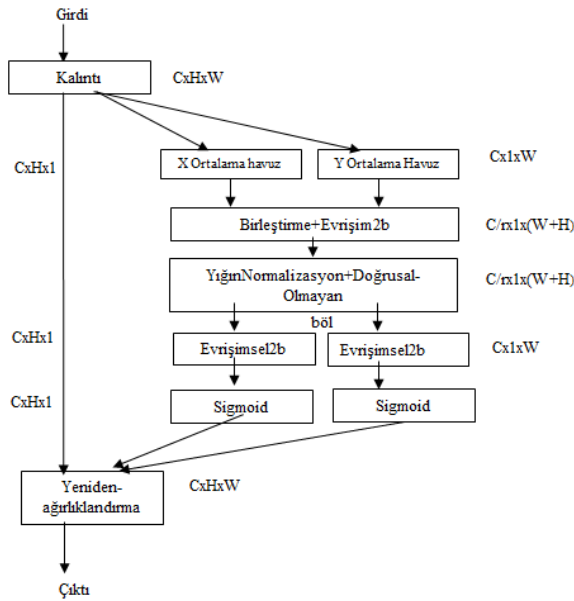 Girdi
Kalıntı
CxHxW
CxHx1
X Ortalama havuz
Y Ortalama Havuz
Cx1xW
Birleştirme+Evrişim2b
C/rx1x(W+H)
YığınNormalizasyon+Doğrusal-
Olmayan
C/rx1x(W+H)
böl
CxHx1
Evrişimsel2b
Evrişimsel2b
Cx1xW
CxHx1
Sigmoid
Sigmoid
Yeniden-
ağırlıklandırma
CxHxW
Çıktı